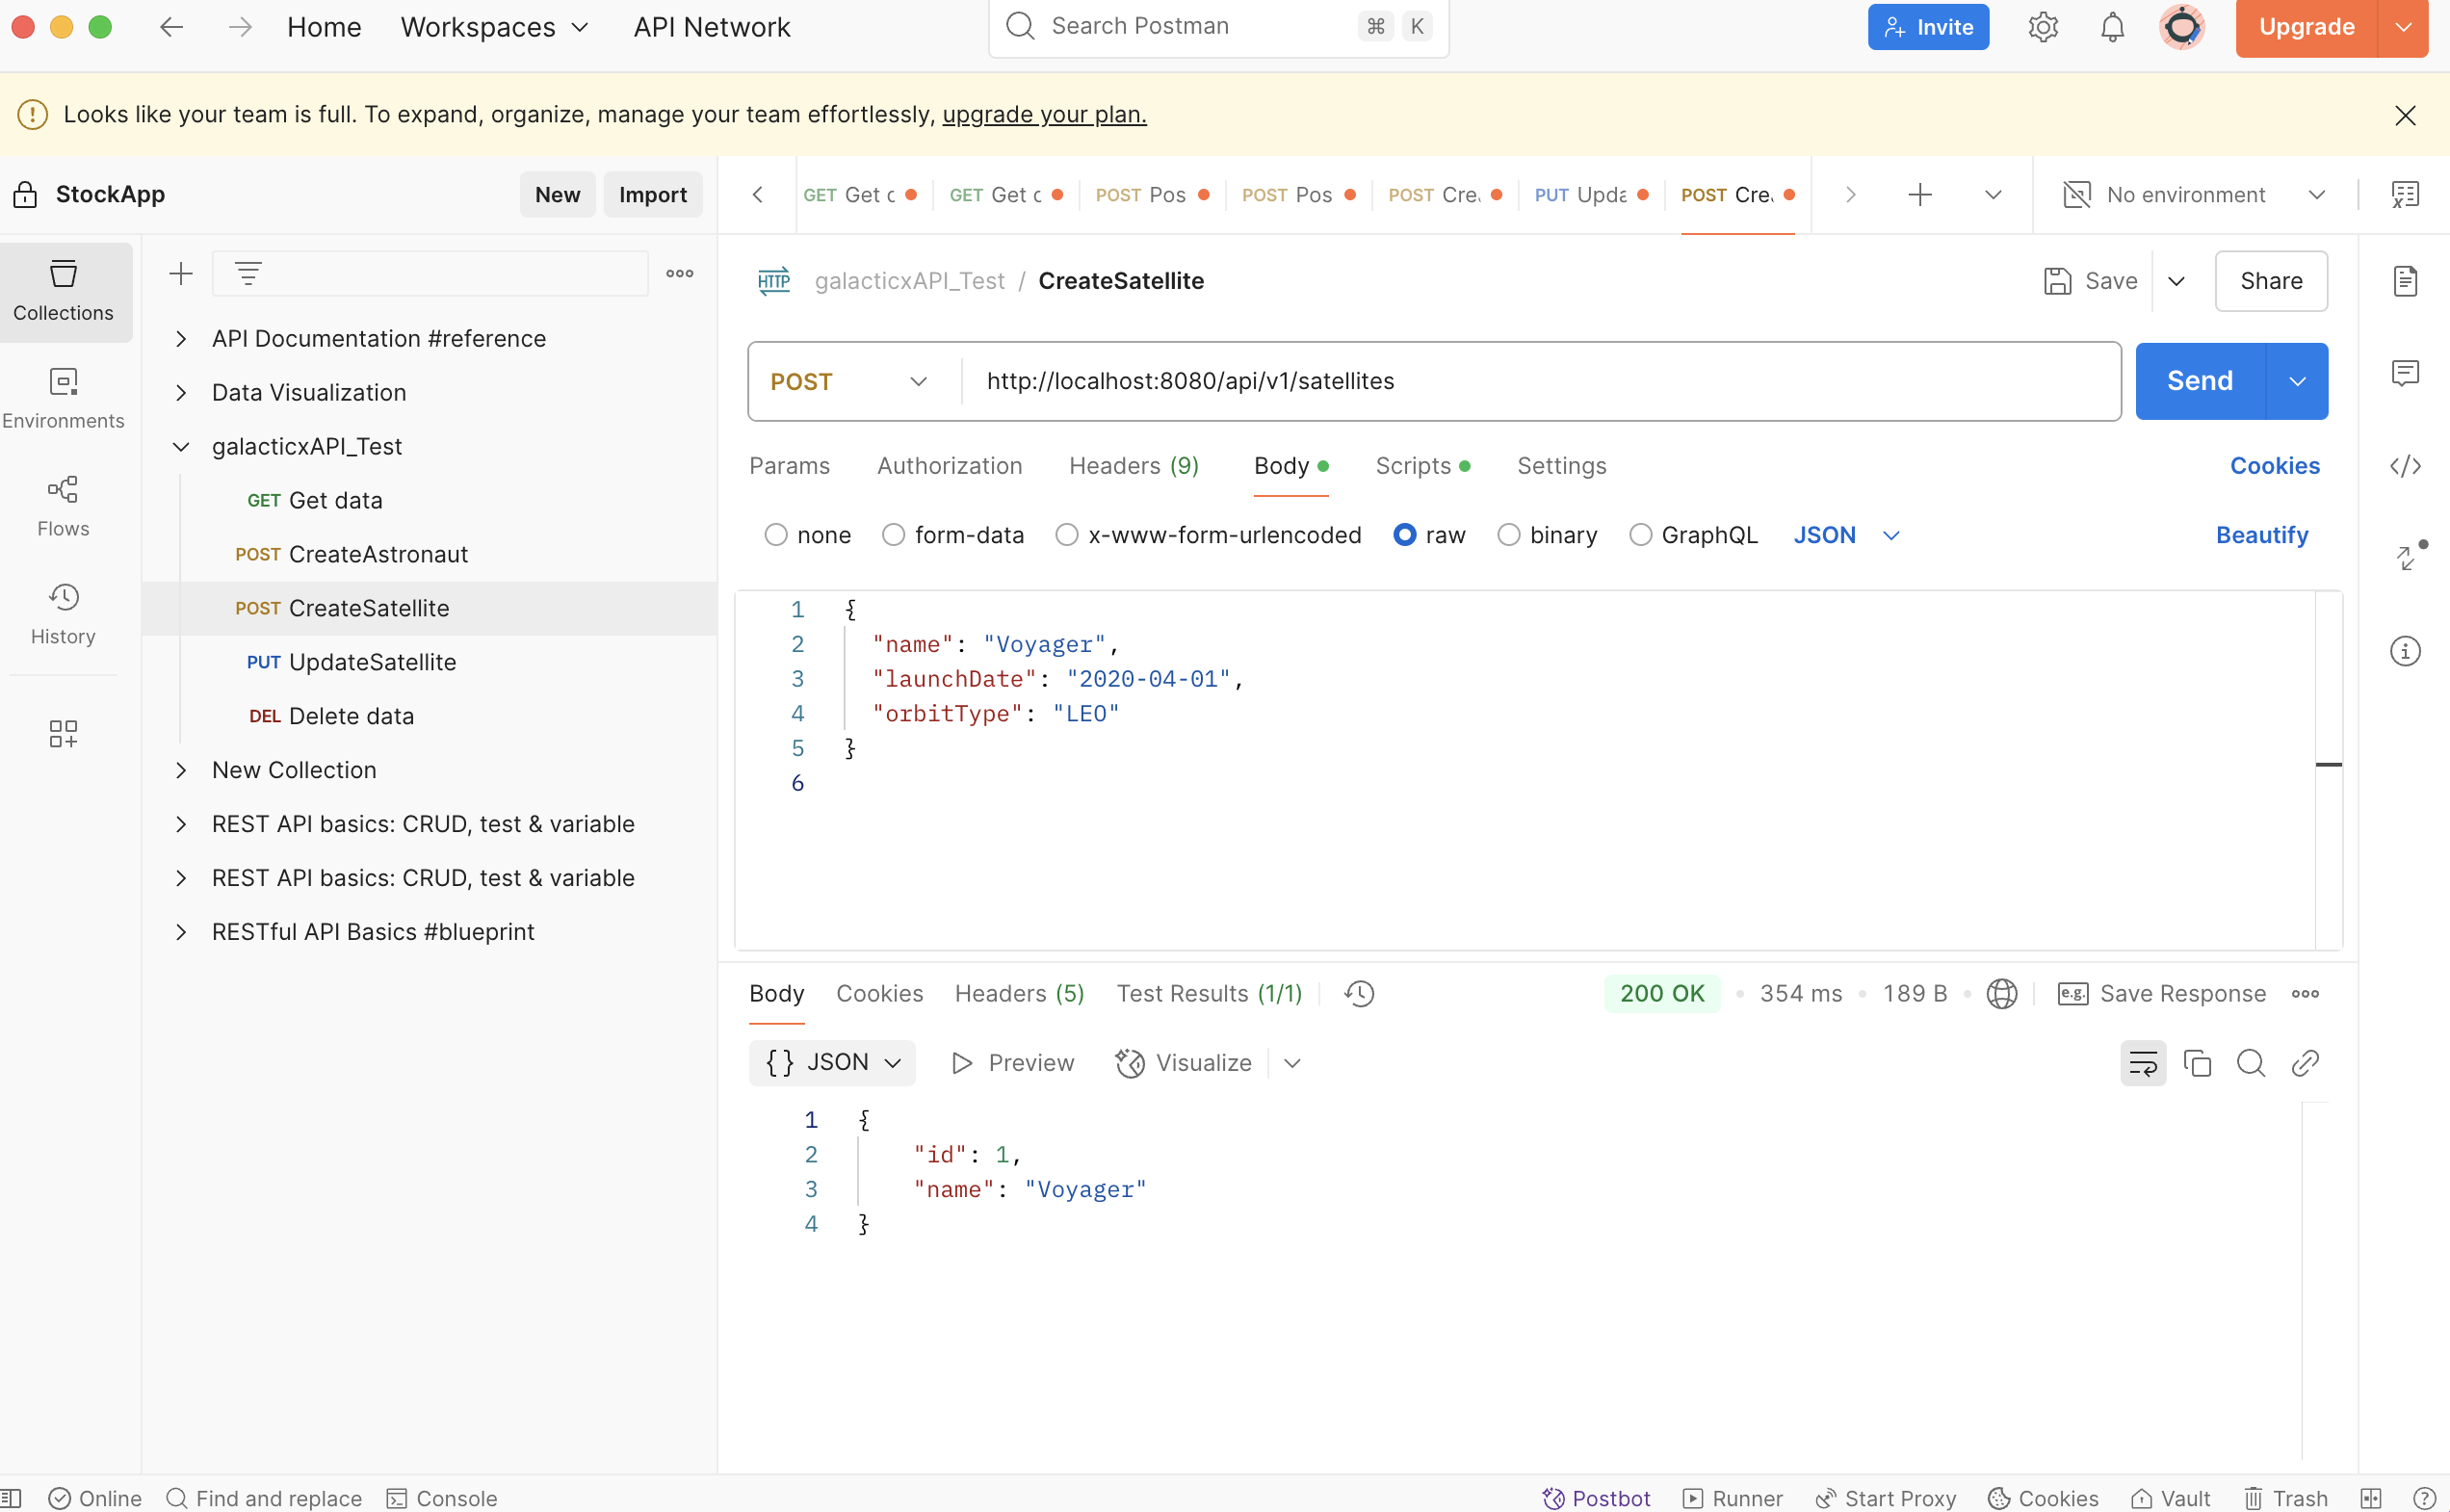 Home Workspaces API Network Search Postman ⌘ K Invite Upgrade
Looks like your team is full. To expand, organize, manage your team effortlessly, upgrade your plan.
StockApp New Import
GET Get c GET Get c POST Pos POST Pos POST Cre. PUT Upda POST Cre. No environment
Collections
Environments
Flows
History
API Documentation #reference
Data Visualization
galacticxAPI_Test
GET Get data
POST CreateAstronaut
POST CreateSatellite
PUT UpdateSatellite
DEL Delete data
New Collection
REST API basics: CRUD, test & variable
REST API basics: CRUD, test & variable
RESTful API Basics #blueprint
HTTP galacticxAPI_Test / CreateSatellite Save Share
POST http://localhost:8080/api/v1/satellites Send
Params Authorization Headers (9) Body Scripts Settings Cookies
none form-data x-www-form-urlencoded raw binary GraphQL JSON Beautify
1 {
2 "name": "Voyager",
3 "launchDate": "2020-04-01",
4 "orbitType": "LEO"
5 }
6
Body Cookies Headers (5) Test Results (1/1) 200 OK • 354 ms • 189 B • e.g. Save Response
{} JSON Preview Visualize
1 {
2 "id": 1,
3 "name": "Voyager"
4 }
Online Find and replace Console Postbot Runner Start Proxy Cookies Vault Trash